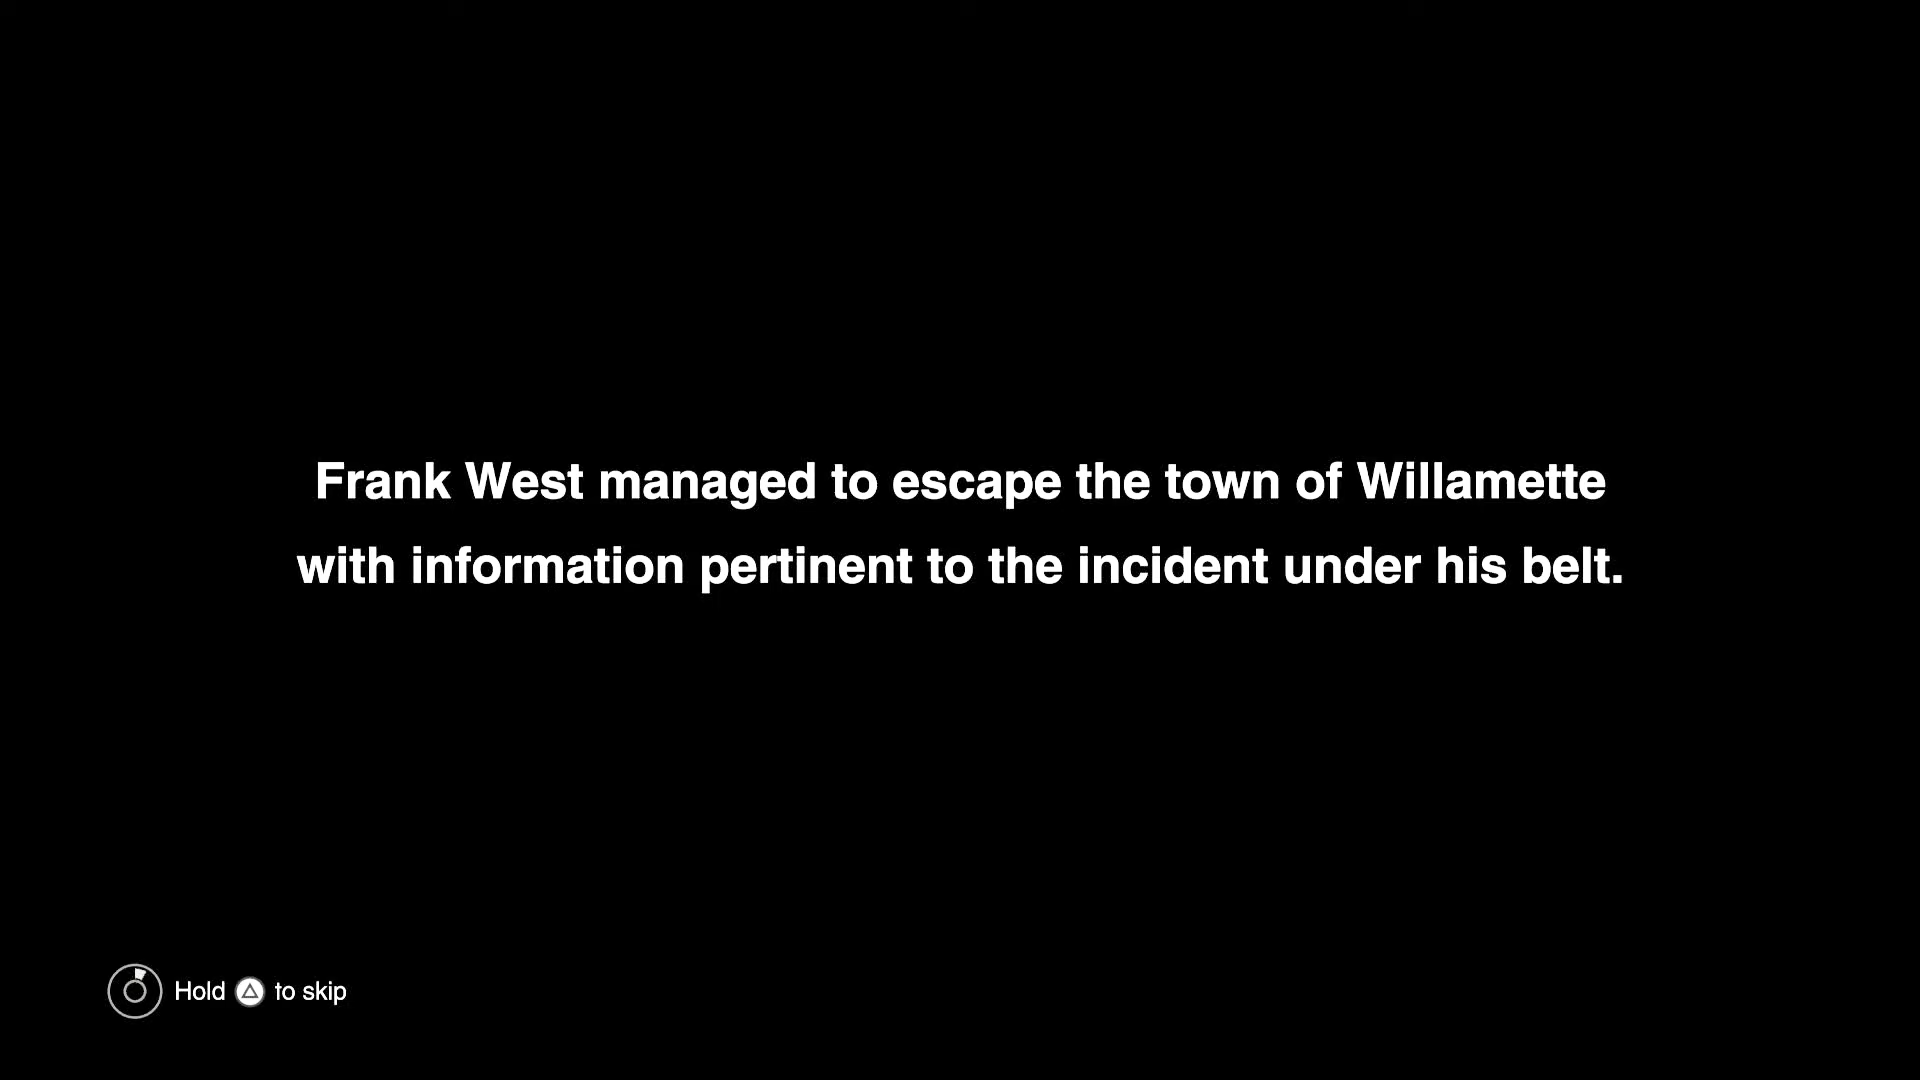 Frank West managed to escape the town of Willamette
with information pertinent to the incident under his belt.
Hold △ to skip